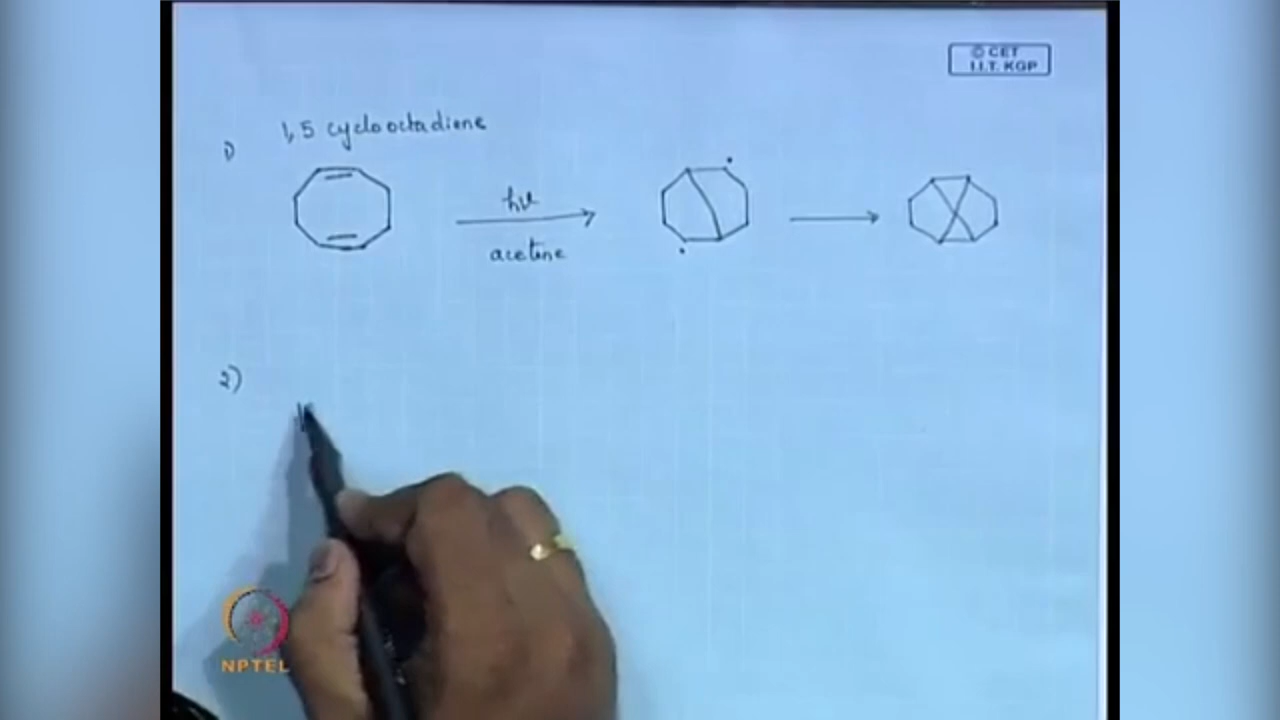 © CET
I.I.T. KGP
1,5 cyclooctadiene
1)
hν
acetone
2)
NPTEL